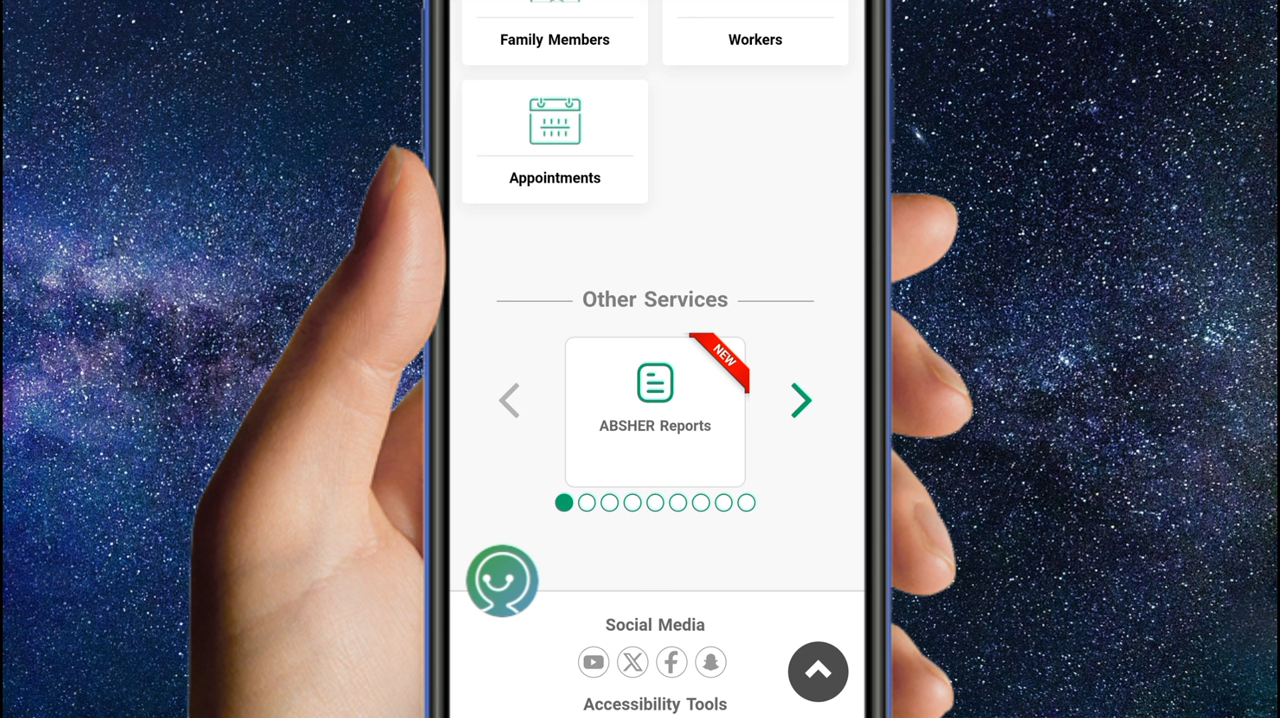 Family Members
Workers
Appointments
Other Services
NEW
ABSHER Reports
Social Media
Accessibility Tools